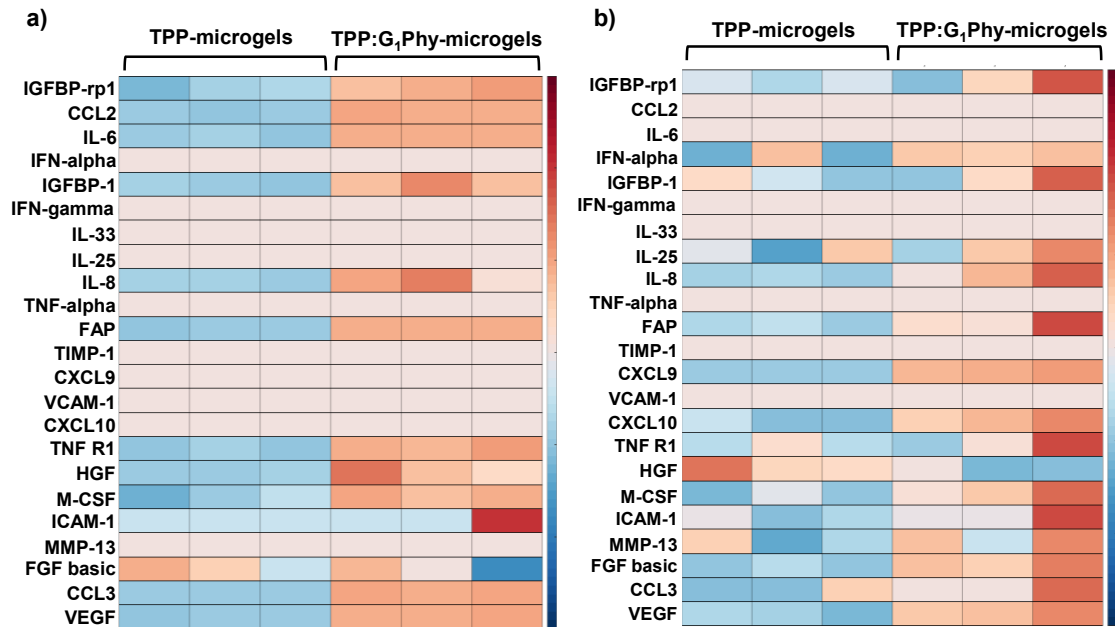 a)
TPP-microgels TPP:G₁Phy-microgels
IGFBP-rp1
CCL2
IL-6
IFN-alpha
IGFBP-1
IFN-gamma
IL-33
IL-25
IL-8
TNF-alpha
FAP
TIMP-1
CXCL9
VCAM-1
CXCL10
TNF R1
HGF
M-CSF
ICAM-1
MMP-13
FGF basic
CCL3
VEGF
b)
TPP-microgels TPP:G₁Phy-microgels
IGFBP-rp1
CCL2
IL-6
IFN-alpha
IGFBP-1
IFN-gamma
IL-33
IL-25
IL-8
TNF-alpha
FAP
TIMP-1
CXCL9
VCAM-1
CXCL10
TNF R1
HGF
M-CSF
ICAM-1
MMP-13
FGF basic
CCL3
VEGF